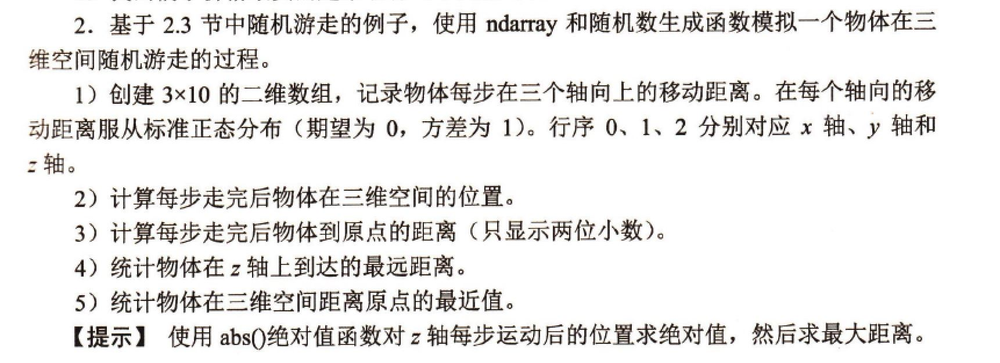 2. 基于 2.3 节中随机游走的例子，使用 ndarray 和随机数生成函数模拟一个物体在三
维空间随机游走的过程。
1）创建 3×10 的二维数组，记录物体每步在三个轴向上的移动距离。在每个轴向的移
动距离服从标准正态分布（期望为 0，方差为 1）。行序 0、1、2 分别对应 x 轴、y 轴和
z 轴。
2）计算每步走完后物体在三维空间的位置。
3）计算每步走完后物体到原点的距离（只显示两位小数）。
4）统计物体在 z 轴上到达的最远距离。
5）统计物体在三维空间距离原点的最近值。
【提示】 使用 abs()绝对值函数对 z 轴每步运动后的位置求绝对值，然后求最大距离。